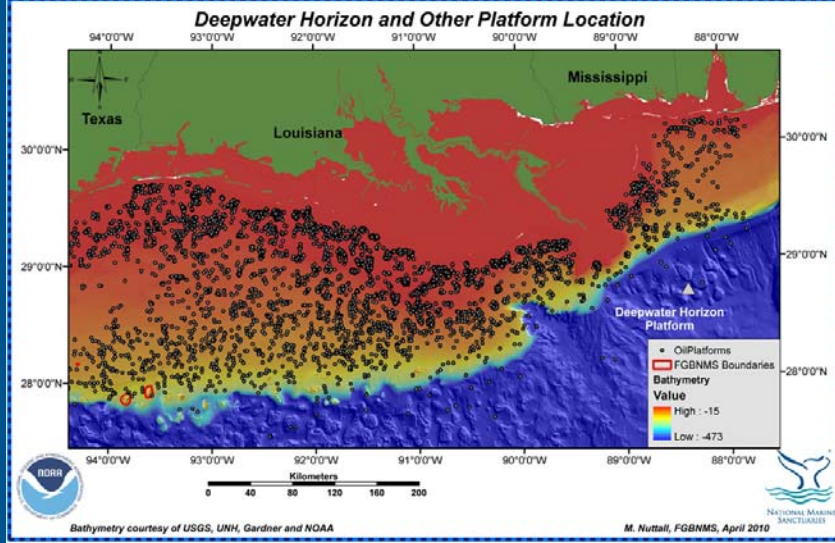 Deepwater Horizon and Other Platform Location
94°0'0"W 93°0'0"W 92°0'0"W 91°0'0"W 90°0'0"W 89°0'0"W 88°0'0"W
N
Mississippi
Texas
Louisiana
30°0'0"N 30°0'0"N
29°0'0"N 29°0'0"N
Deepwater Horizon
Platform
28°0'0"N 28°0'0"N
OilPlatforms
FGBNMS Boundaries
Bathymetry
Value
High : -15
Low : -473
94°0'0"W 93°0'0"W 92°0'0"W 91°0'0"W 90°0'0"W 89°0'0"W 88°0'0"W
NOAA
Kilometers
0 40 80 120 160 200
NATIONAL MARINE
SANCTUARIES
Bathymetry courtesy of USGS, UNH, Gardner and NOAA
M. Nuttall, FGBNMS, April 2010